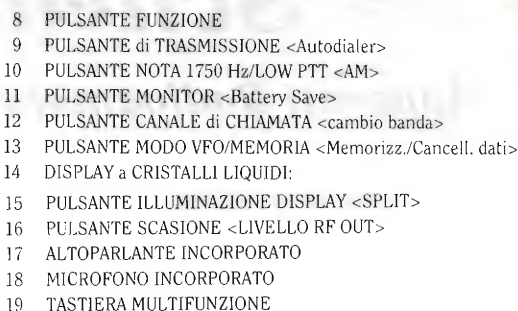 8 PULSANTE FUNZIONE
9 PULSANTE di TRASMISSIONE <Autodialer>
10 PULSANTE NOTA 1750 Hz/LOW PTT <AM>
11 PULSANTE MONITOR <Battery Save>
12 PULSANTE CANALE di CHIAMATA <cambio banda>
13 PULSANTE MODO VFO/MEMORIA <Memorizz./Cancell. dati>
14 DISPLAY a CRISTALLI LIQUIDI:
15 PULSANTE ILLUMINAZIONE DISPLAY <SPLIT>
16 PULSANTE SCASIONE <LIVELLO RF OUT>
17 ALTOPARLANTE INCORPORATO
18 MICROFONO INCORPORATO
19 TASTIERA MULTIFUNZIONE